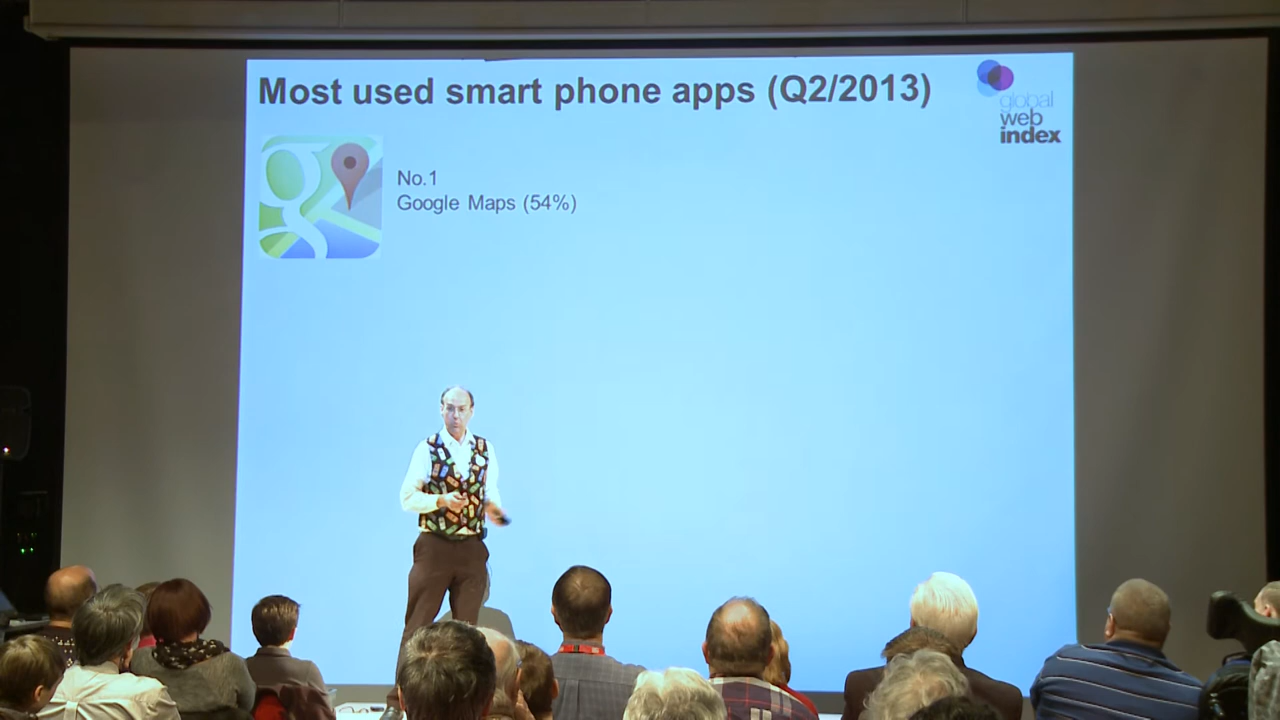 Most used smart phone apps (Q2/2013)
global
web
index
No.1
Google Maps (54%)